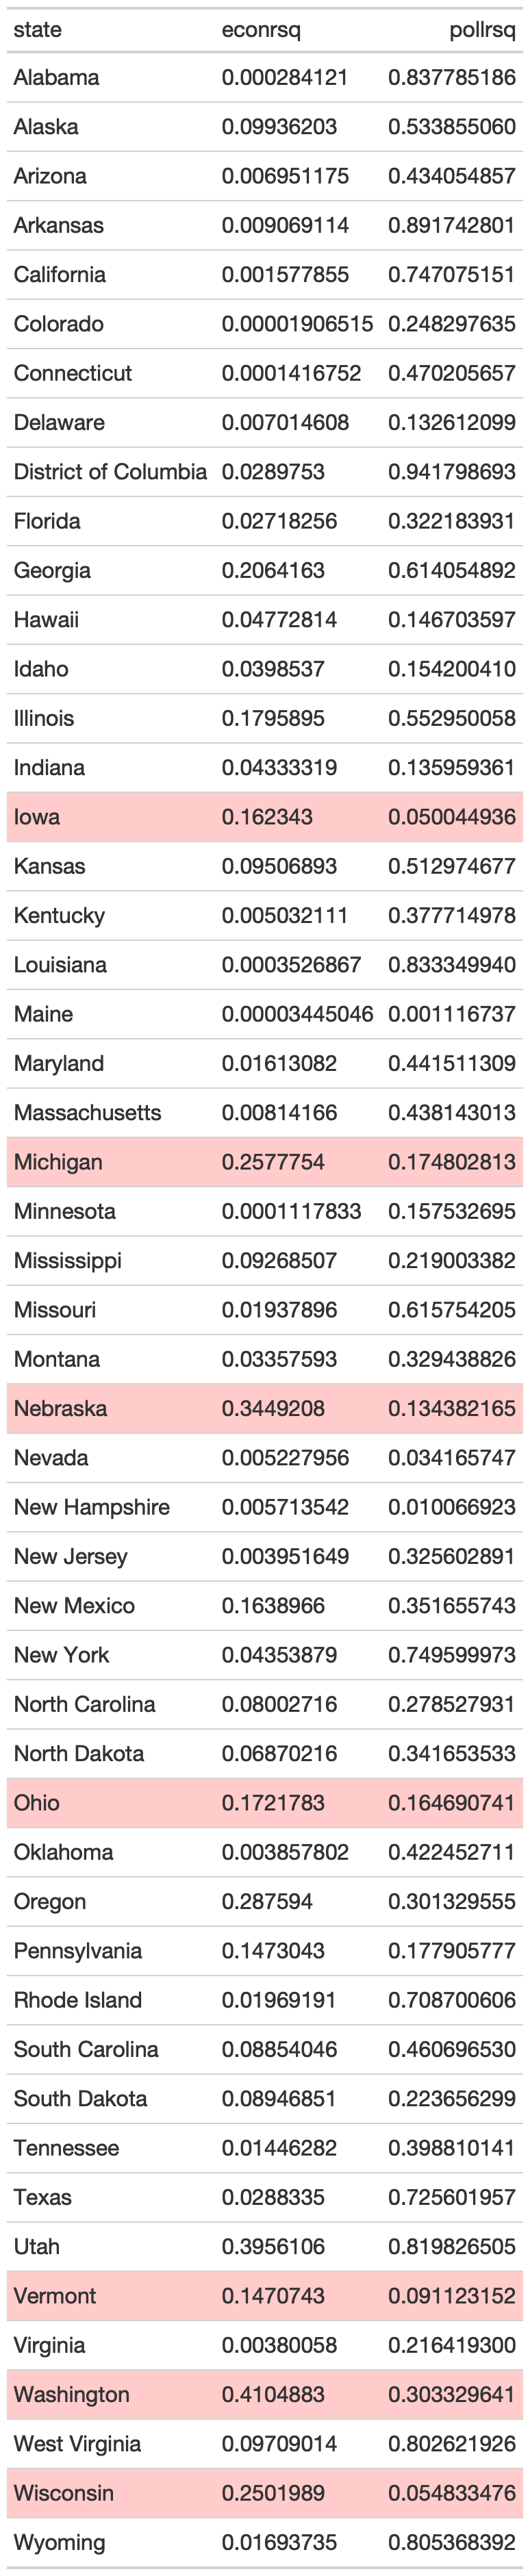 state econrsq pollrsq
Alabama 0.000284121 0.837785186
Alaska 0.09936203 0.533855060
Arizona 0.006951175 0.434054857
Arkansas 0.009069114 0.891742801
California 0.001577855 0.747075151
Colorado 0.00001906515 0.248297635
Connecticut 0.0001416752 0.470205657
Delaware 0.007014608 0.132612099
District of Columbia 0.0289753 0.941798693
Florida 0.02718256 0.322183931
Georgia 0.2064163 0.614054892
Hawaii 0.04772814 0.146703597
Idaho 0.0398537 0.154200410
Illinois 0.1795895 0.552950058
Indiana 0.04333319 0.135959361
Iowa 0.162343 0.050044936
Kansas 0.09506893 0.512974677
Kentucky 0.005032111 0.377714978
Louisiana 0.0003526867 0.833349940
Maine 0.00003445046 0.001116737
Maryland 0.01613082 0.441511309
Massachusetts 0.00814166 0.438143013
Michigan 0.2577754 0.174802813
Minnesota 0.0001117833 0.157532695
Mississippi 0.09268507 0.219003382
Missouri 0.01937896 0.615754205
Montana 0.03357593 0.329438826
Nebraska 0.3449208 0.134382165
Nevada 0.005227956 0.034165747
New Hampshire 0.005713542 0.010066923
New Jersey 0.003951649 0.325602891
New Mexico 0.1638966 0.351655743
New York 0.04353879 0.749599973
North Carolina 0.08002716 0.278527931
North Dakota 0.06870216 0.341653533
Ohio 0.1721783 0.164690741
Oklahoma 0.003857802 0.422452711
Oregon 0.287594 0.301329555
Pennsylvania 0.1473043 0.177905777
Rhode Island 0.01969191 0.708700606
South Carolina 0.08854046 0.460696530
South Dakota 0.08946851 0.223656299
Tennessee 0.01446282 0.398810141
Texas 0.0288335 0.725601957
Utah 0.3956106 0.819826505
Vermont 0.1470743 0.091123152
Virginia 0.00380058 0.216419300
Washington 0.4104883 0.303329641
West Virginia 0.09709014 0.802621926
Wisconsin 0.2501989 0.054833476
Wyoming 0.01693735 0.805368392